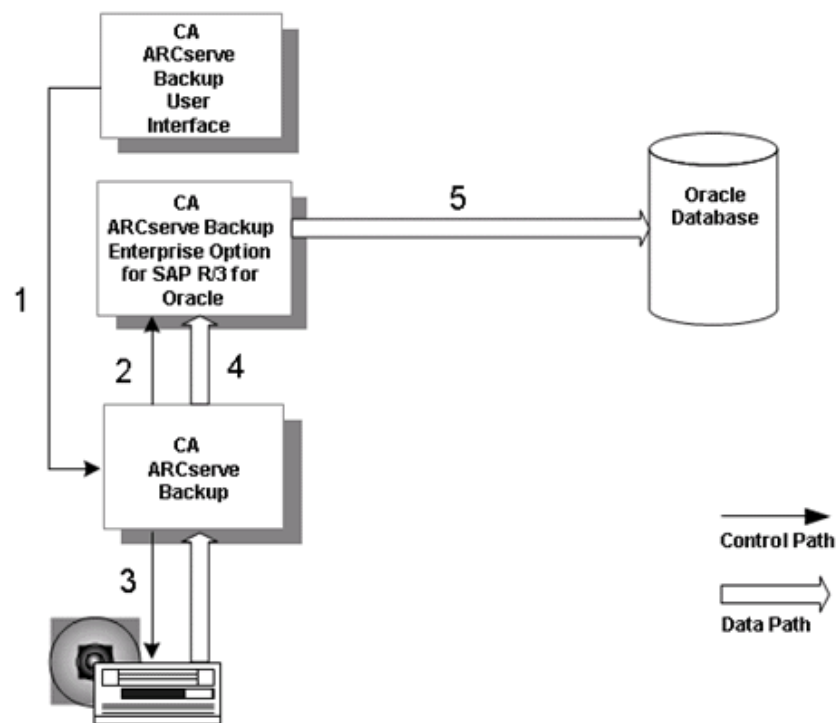 CA
ARCserve
Backup
User
Interface
CA
ARCserve Backup
Enterprise Option
for SAP R/3 for
Oracle
5
Oracle
Database
1
2
4
CA
ARCserve
Backup
3
Control Path
Data Path